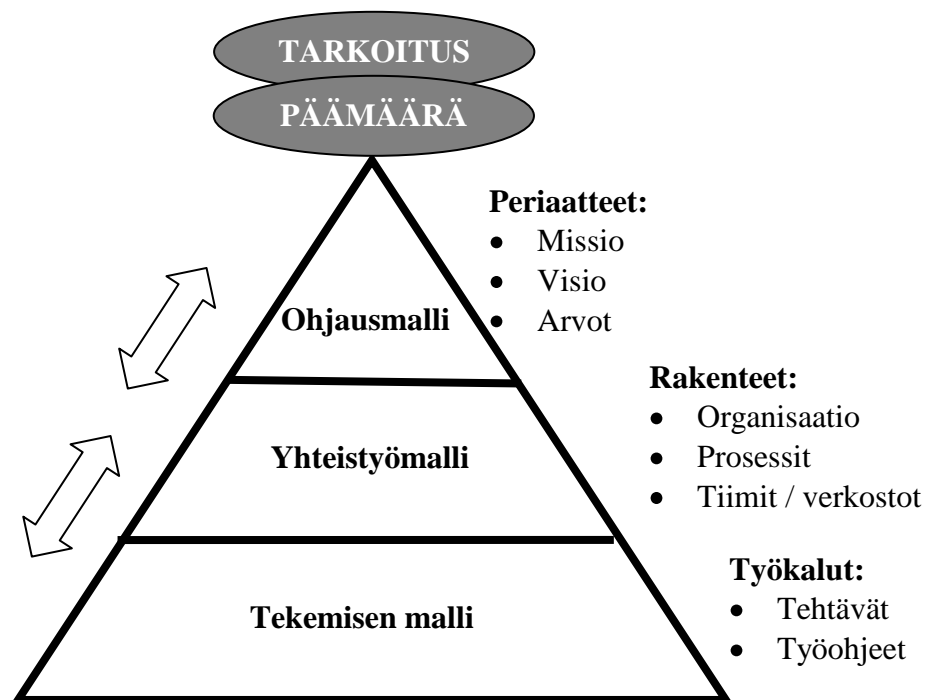 TARKOITUS
PÄÄMÄÄRÄ
Periaatteet:
• Missio
• Visio
• Arvot
Ohjausmalli
Rakenteet:
• Organisaatio
• Prosessit
• Tiimit / verkostot
Yhteistyömalli
Työkalut:
• Tehtävät
• Työohjeet
Tekemisen malli